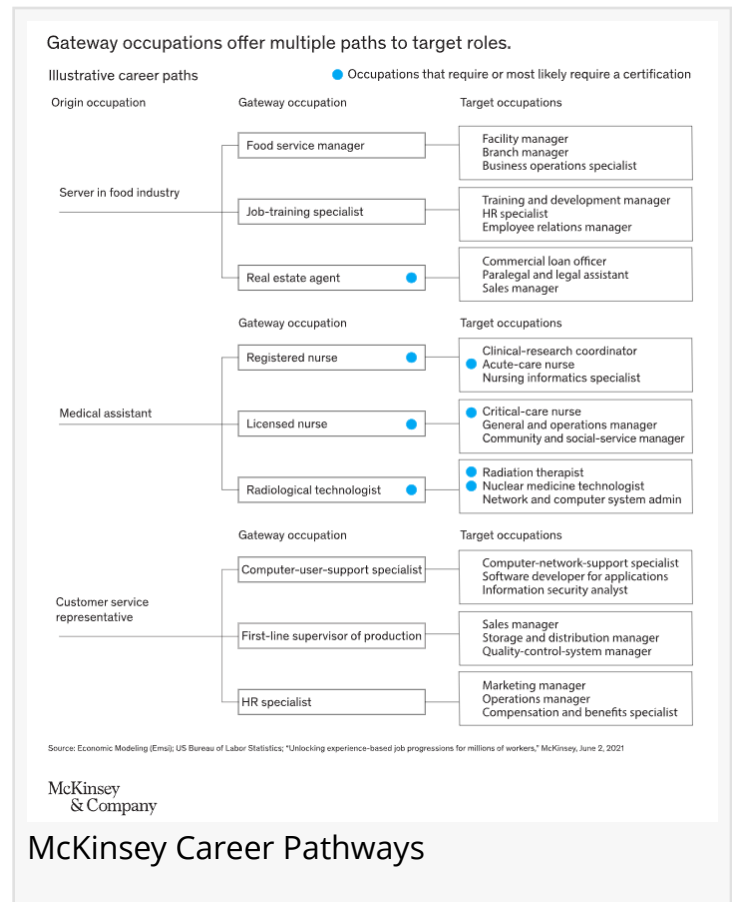 Gateway occupations offer multiple paths to target roles.
Illustrative career paths
Occupations that require or most likely require a certification
Origin occupation
Gateway occupation
Target occupations
Server in food industry
Food service manager
Facility manager
Branch manager
Business operations specialist
Job-training specialist
Training and development manager
HR specialist
Employee relations manager
Real estate agent
Commercial loan officer
Paralegal and legal assistant
Sales manager
Gateway occupation
Target occupations
Medical assistant
Registered nurse
Clinical-research coordinator
Acute-care nurse
Nursing informatics specialist
Licensed nurse
Critical-care nurse
General and operations manager
Community and social-service manager
Radiological technologist
Radiation therapist
Nuclear medicine technologist
Network and computer system admin
Gateway occupation
Target occupations
Customer service
representative
Computer-user-support specialist
Computer-network-support specialist
Software developer for applications
Information security analyst
First-line supervisor of production
Sales manager
Storage and distribution manager
Quality-control-system manager
HR specialist
Marketing manager
Operations manager
Compensation and benefits specialist
Source: Economic Modeling (Emsi); US Bureau of Labor Statistics; "Unlocking experience-based job progressions for millions of workers," McKinsey, June 2, 2021
McKinsey
& Company
McKinsey Career Pathways